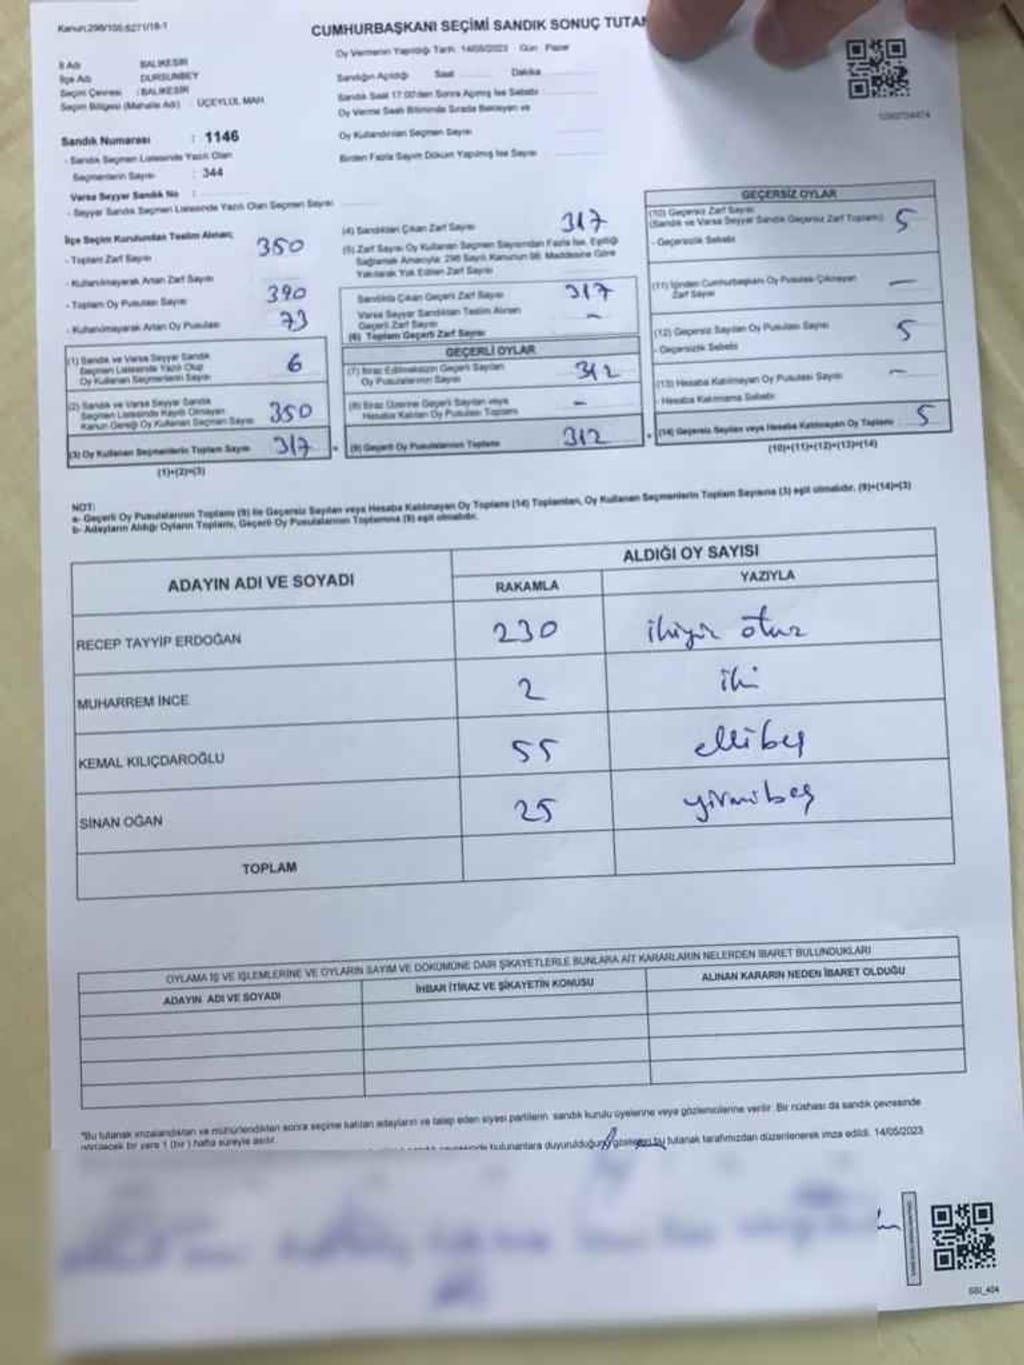 Kanun:298/105,6271/18-1
CUMHURBAŞKANI SEÇİMİ SANDIK SONUÇ
Oy Vermenin Yapıldığı Tarih: 14/05/2023 Gün: Pazar
İl Adı BALIKESİR
İlçe Adı DURSUNBEY
Seçim Çevresi : BALIKESİR
Seçim Bölgesi (Mahalle Adı) : ÜÇEYLÜL MAH.
Sandığın Açıldığı Saat Dakika
Sandık Saat 17:00'den Sonra Açılmış İse Sebebi
Oy Verme Saati Bitiminde Sırada Bekleyen ve
Oy Kullandırılan Seçmen Sayısı
Birden Fazla Sayım Döküm Yapılmış İse Sayısı
Sandık Numarası : 1146
- Sandık Seçmen Listesinde Yazılı Olan
Seçmenlerin Sayısı : 344
Varsa Seyyar Sandık No :
- Seyyar Sandık Seçmen Listesinde Yazılı Olan Seçmen Sayısı
İlçe Seçim Kurulundan Teslim Alınan;
- Toplam Zarf Sayısı 350
- Kullanılmayarak Artan Zarf Sayısı
- Toplam Oy Pusulası Sayısı 390
- Kullanılmayarak Artan Oy Pusulası 73
(1) Sandık ve Varsa Seyyar Sandık
Seçmen Listesinde Yazılı Olup
Oy Kullanan Seçmenlerin Sayısı 6
(2) Sandık ve Varsa Seyyar Sandık
Seçmen Listesinde Kayıtlı Olmayan
Kanun Gereği Oy Kullanan Seçmen Sayısı 350
(3) Oy Kullanan Seçmenlerin Toplam Sayısı 317
(1)+(2)=(3)
(4) Sandıktan Çıkan Zarf Sayısı 317
(5) Zarf Sayısı Oy Kullanan Seçmen Sayısından Fazla İse, Eşitliği
Sağlamak Amacıyla; 298 Sayılı Kanunun 98. Maddesine Göre
Yakılarak Yok Edilen Zarf Sayısı
Sandıkta Çıkan Geçerli Zarf Sayısı 317
Varsa Seyyar Sandıktan Teslim Alınan
Geçerli Zarf Sayısı –
(6) Toplam Geçerli Zarf Sayısı
GEÇERLİ OYLAR
(7) İtiraz Edilmeksizin Geçerli Sayılan
Oy Pusulalarının Sayısı 312
(8) İtiraz Üzerine Geçerli Sayılan veya
Hesaba Katılan Oy Pusulası Toplamı –
(9) Geçerli Oy Pusulalarının Toplamı 312
GEÇERSİZ OYLAR
(10) Geçersiz Zarf Sayısı
(Sandık ve Varsa Seyyar Sandık Geçersiz Zarf Toplamı) 5
- Geçersizlik Sebebi
(11) İçinden Cumhurbaşkanı Oy Pusulası Çıkmayan
Zarf Sayısı –
(12) Geçersiz Sayılan Oy Pusulası Sayısı 5
- Geçersizlik Sebebi
(13) Hesaba Katılmayan Oy Pusulası Sayısı –
- Hesaba Katılmama Sebebi
(14) Geçersiz Sayılan veya Hesaba Katılmayan Oy Toplamı 5
(10)+(11)+(12)+(13)=(14)
NOT:
a- Geçerli Oy Pusulalarının Toplamı (9) ile Geçersiz Sayılan veya Hesaba Katılmayan Oy Toplamı (14) Toplamları, Oy Kullanan Seçmenlerin Toplam Sayısına (3) eşit olmalıdır. (9)+(14)=(3)
b- Adayların Aldığı Oyların Toplamı, Geçerli Oy Pusulalarının Toplamına (9) eşit olmalıdır.
ADAYIN ADI VE SOYADI
ALDIĞI OY SAYISI
RAKAMLA YAZIYLA
RECEP TAYYİP ERDOĞAN 230 ikiyüz otuz
MUHARREM İNCE 2 iki
KEMAL KILIÇDAROĞLU 55 ellibeş
SİNAN OĞAN 25 yirmibeş
TOPLAM
OYLAMA İŞ VE İŞLEMLERİNE VE OYLARIN SAYIM VE DÖKÜMÜNE DAİR ŞİKAYETLERLE BUNLARA AİT KARARLARIN NELERDEN İBARET BULUNDUKLARI
ADAYIN ADI VE SOYADI İHBAR İTİRAZ VE ŞİKAYETİN KONUSU ALINAN KARARIN NEDEN İBARET OLDUĞU
*Bu tutanak imzalandıktan ve mühürlendikten sonra seçime katılan adayların ve talep eden siyasi partilerin sandık kurulu üyelerine veya gözlemcilerine verilir. Bir nüshası da sandık çevresinde
bir yere 1 (bir) hafta süreyle asılır.
bulunanlara duyurulduğunu gösteren bu tutanak tarafımızdan düzenlenerek imza edildi. 14/05/2023